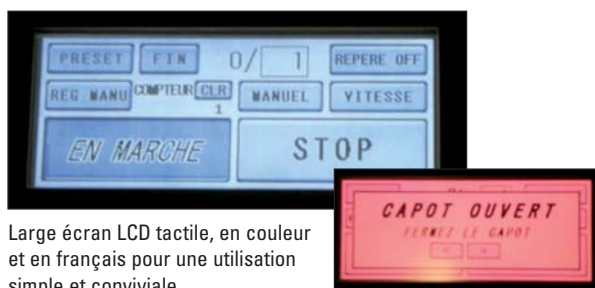 PRESET FIN 0/ 1 REPERE OFF
REG MANU COMPTEUR CLR MANUEL VITESSE
1
EN MARCHE STOP
CAPOT OUVERT
FERMEZ LE CAPOT
< >
Large écran LCD tactile, en couleur
et en français pour une utilisation
simple et conviviale